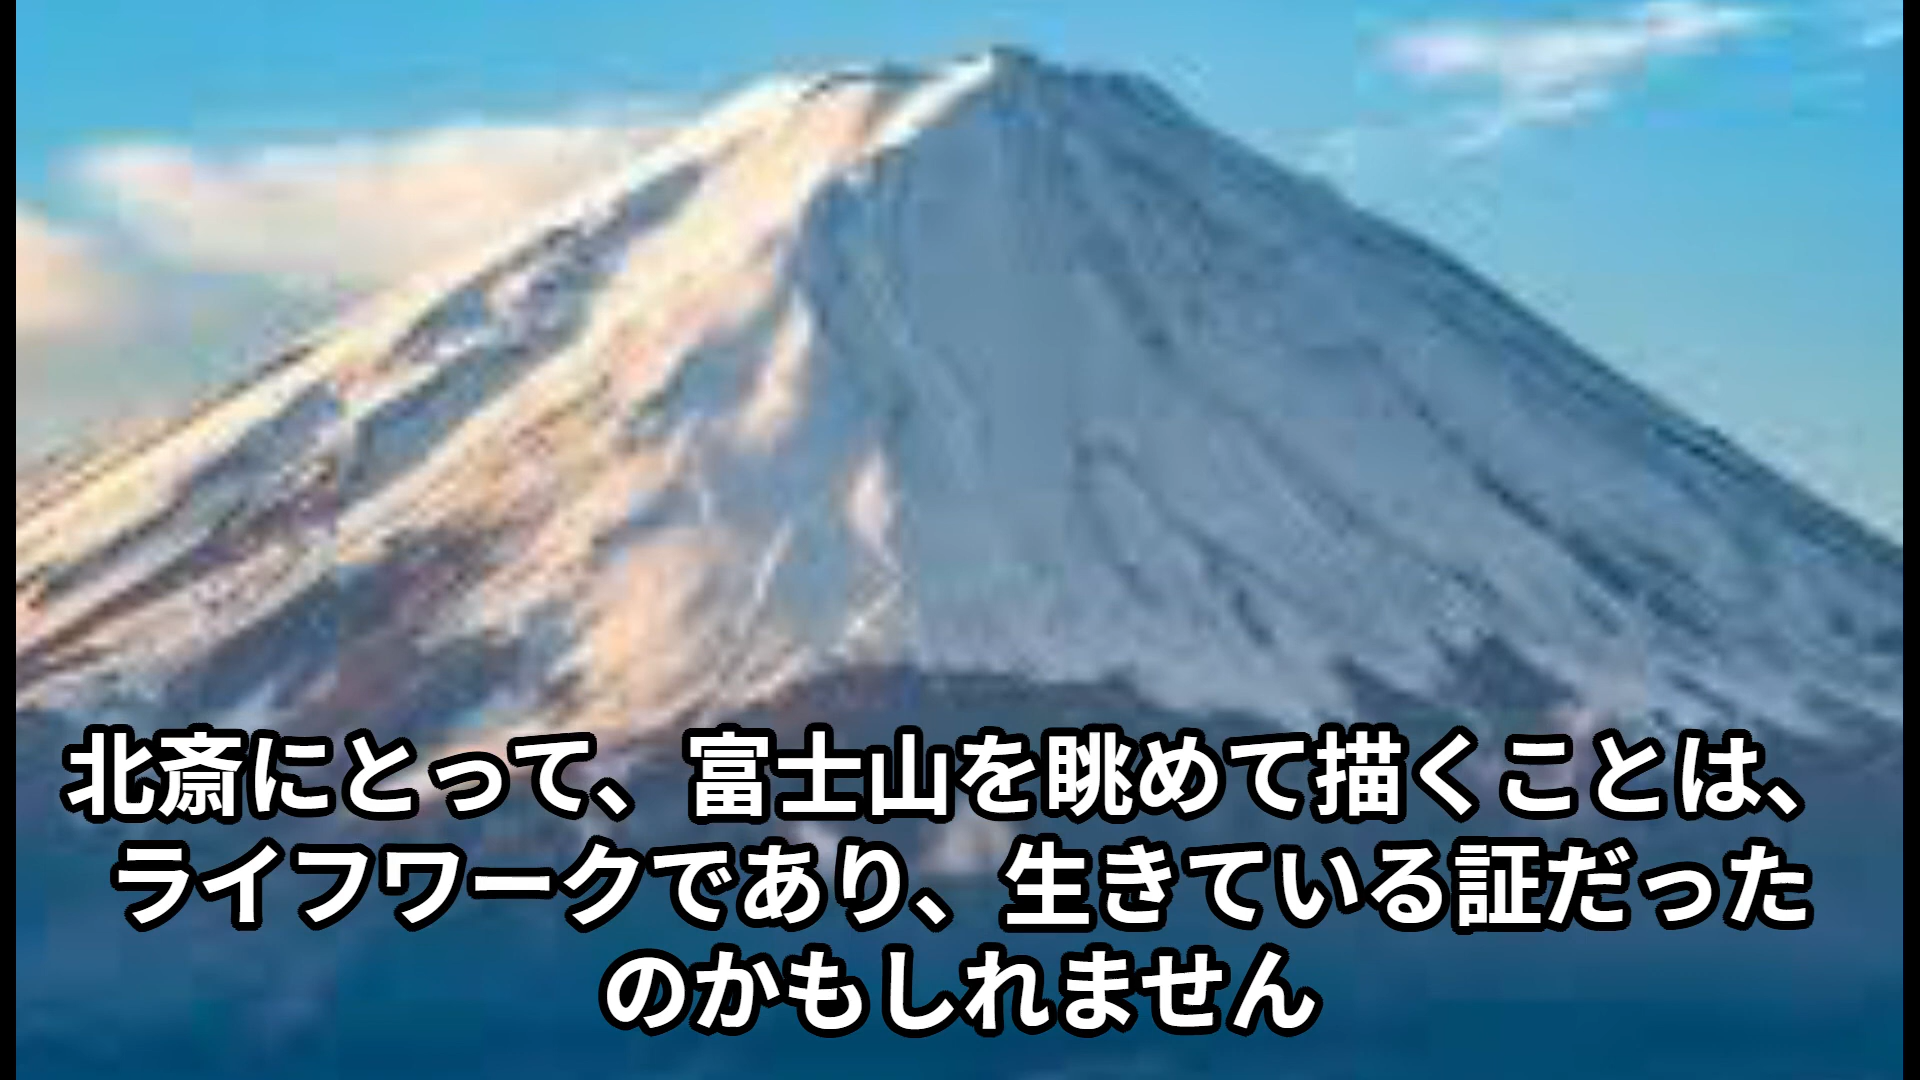 北斎にとって、富士山を眺めて描くことは、
ライフワークであり、生きている証だった
のかもしれません